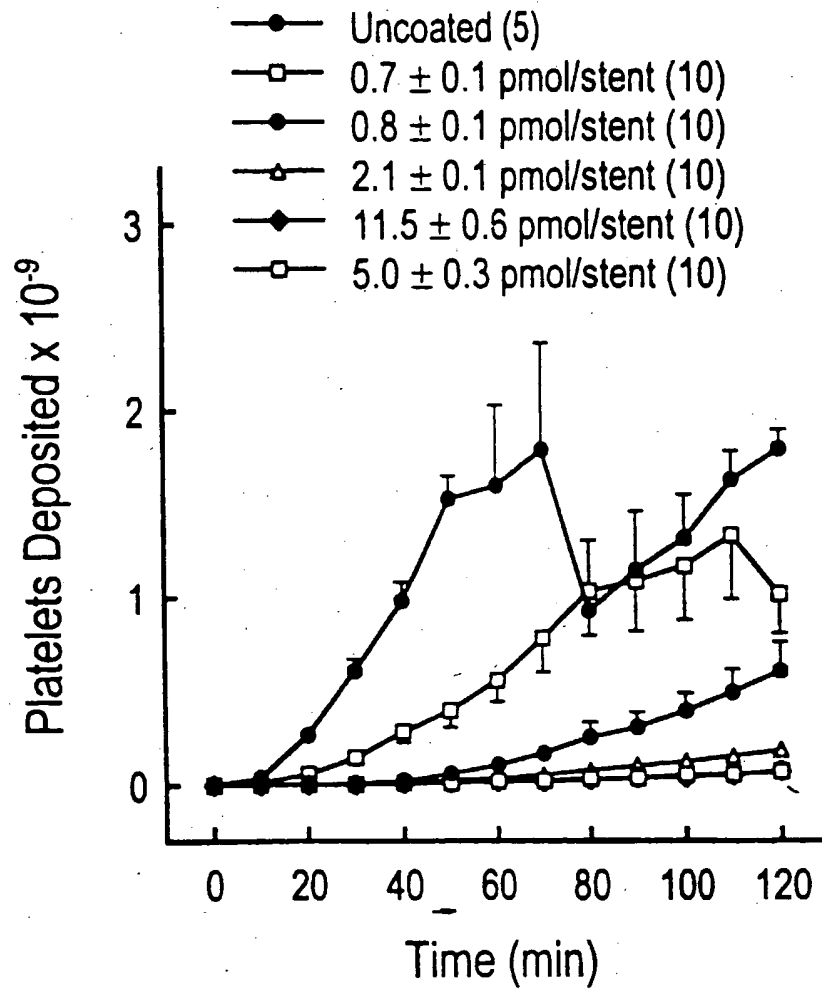 Uncoated (5)
0.7 ± 0.1 pmol/stent (10)
0.8 ± 0.1 pmol/stent (10)
2.1 ± 0.1 pmol/stent (10)
11.5 ± 0.6 pmol/stent (10)
5.0 ± 0.3 pmol/stent (10)
Platelets Deposited x 10⁻⁹
3
2
1
0
0 20 40 60 80 100 120
Time (min)